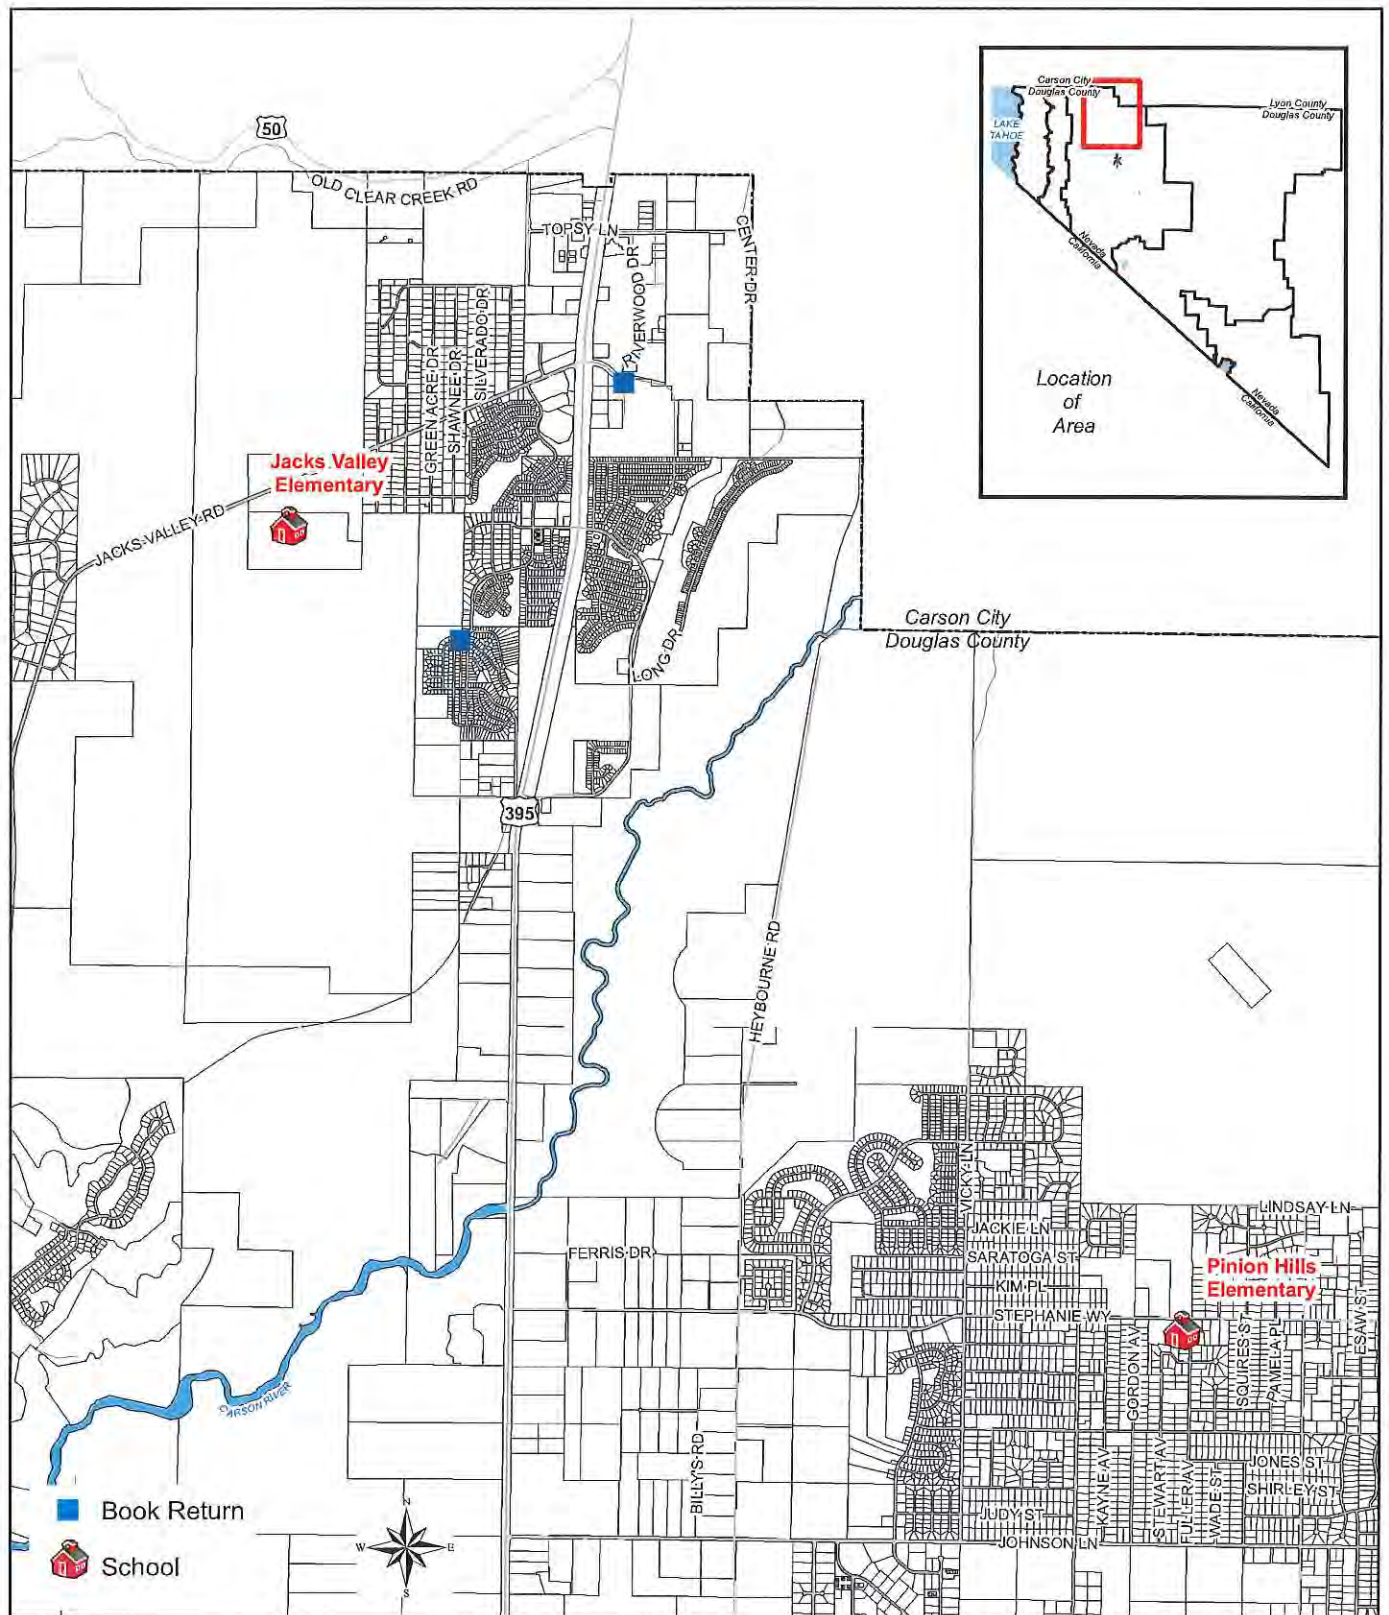 50
OLD CLEAR CREEK RD
TOPSY LN
CENTER DR
RIVERWOOD DR
SILVERADO DR
SHAWNEE DR
GREEN ACRE DR
Jacks Valley
Elementary
JACKS VALLEY RD
LONG DR
395
HEYBOURNE RD
Carson City
Douglas County
Carson City
Douglas County
Lyon County
Douglas County
LAKE
TAHOE
Nevada
California
Nevada
California
Location
of
Area
VICKY LN
LINDSAY LN
JACKIE LN
FERRIS DR
SARATOGA ST
KIM PL
STEPHANIE WY
Pinion Hills
Elementary
ESAW ST
GORDON AV
SQUIRES ST
PAMELA PL
BILLY'S RD
KAYNE AV
STEWART AV
FULLER AV
WADE ST
JONES ST
SHIRLEY ST
JUDY ST
JOHNSON LN
CARSON RIVER
Book Return
School
N
W
E
S